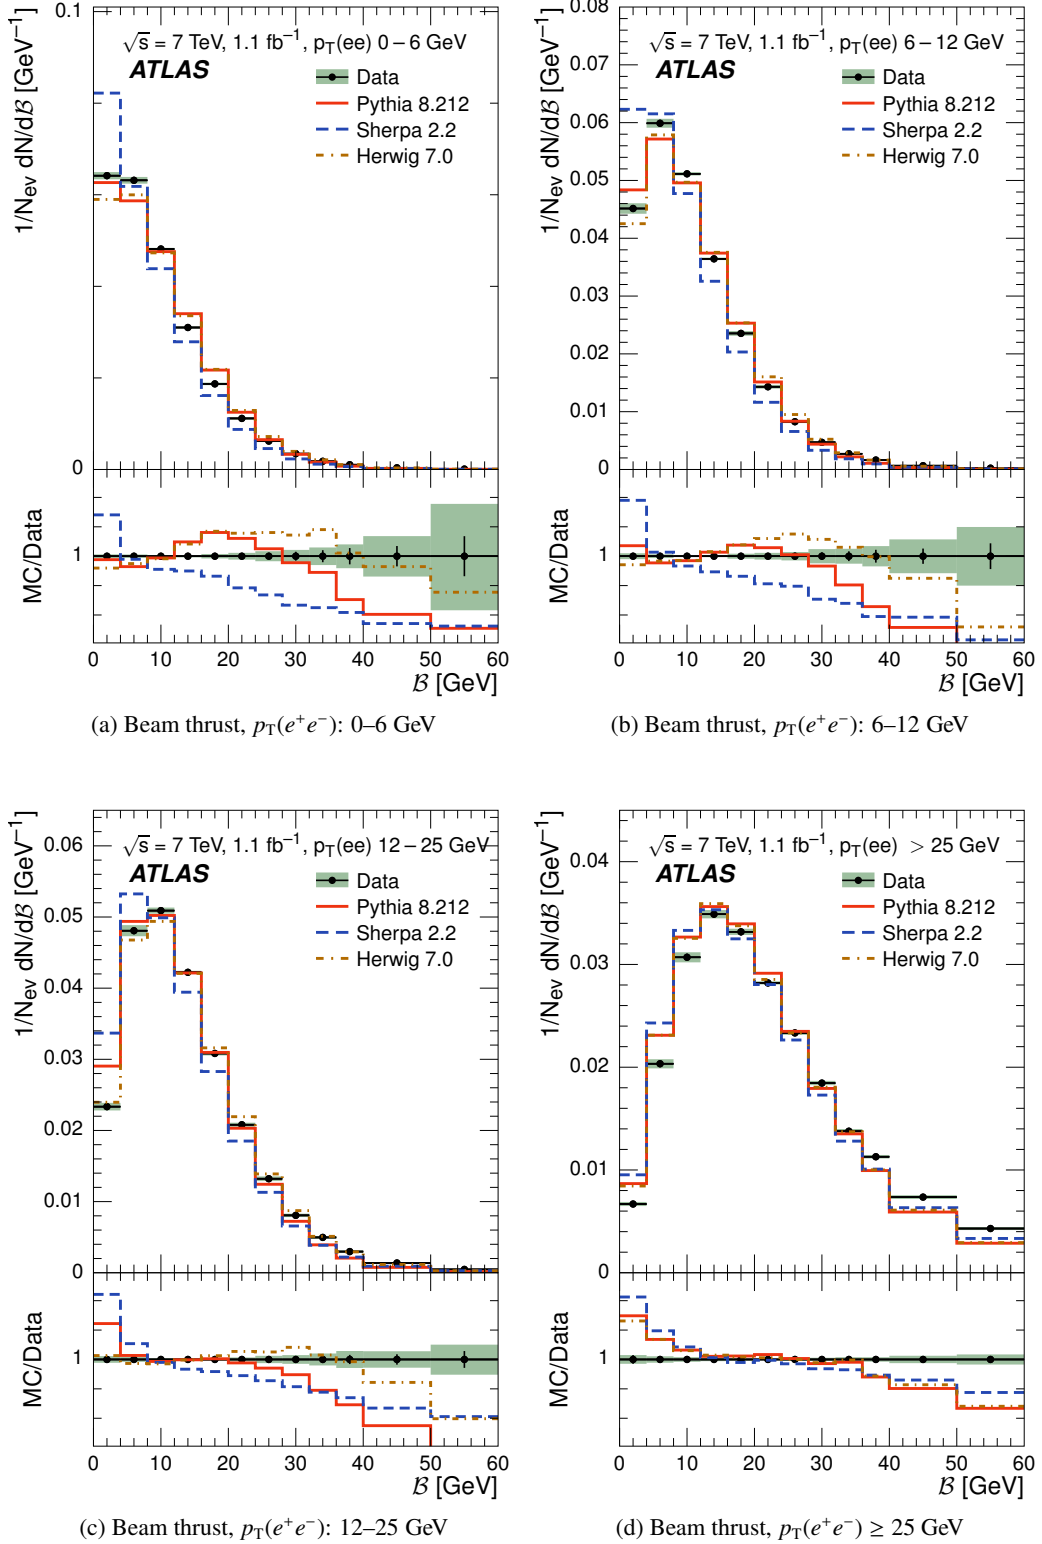 √s = 7 TeV, 1.1 fb⁻¹, p_T(ee) 0 – 6 GeV
ATLAS
Data
Pythia 8.212
Sherpa 2.2
Herwig 7.0
1/N_ev dN/dℬ [GeV⁻¹]
0.1
0
MC/Data
1
0 10 20 30 40 50 60
ℬ [GeV]
(a) Beam thrust, p_T(e⁺e⁻): 0–6 GeV
√s = 7 TeV, 1.1 fb⁻¹, p_T(ee) 6 – 12 GeV
ATLAS
Data
Pythia 8.212
Sherpa 2.2
Herwig 7.0
1/N_ev dN/dℬ [GeV⁻¹]
0.08
0.07
0.06
0.05
0.04
0.03
0.02
0.01
0
MC/Data
1
0 10 20 30 40 50 60
ℬ [GeV]
(b) Beam thrust, p_T(e⁺e⁻): 6–12 GeV
√s = 7 TeV, 1.1 fb⁻¹, p_T(ee) 12 – 25 GeV
ATLAS
Data
Pythia 8.212
Sherpa 2.2
Herwig 7.0
1/N_ev dN/dℬ [GeV⁻¹]
0.06
0.05
0.04
0.03
0.02
0.01
0
MC/Data
1
0 10 20 30 40 50 60
ℬ [GeV]
(c) Beam thrust, p_T(e⁺e⁻): 12–25 GeV
√s = 7 TeV, 1.1 fb⁻¹, p_T(ee) > 25 GeV
ATLAS
Data
Pythia 8.212
Sherpa 2.2
Herwig 7.0
1/N_ev dN/dℬ [GeV⁻¹]
0.04
0.03
0.02
0.01
0
MC/Data
1
0 10 20 30 40 50 60
ℬ [GeV]
(d) Beam thrust, p_T(e⁺e⁻) ≥ 25 GeV